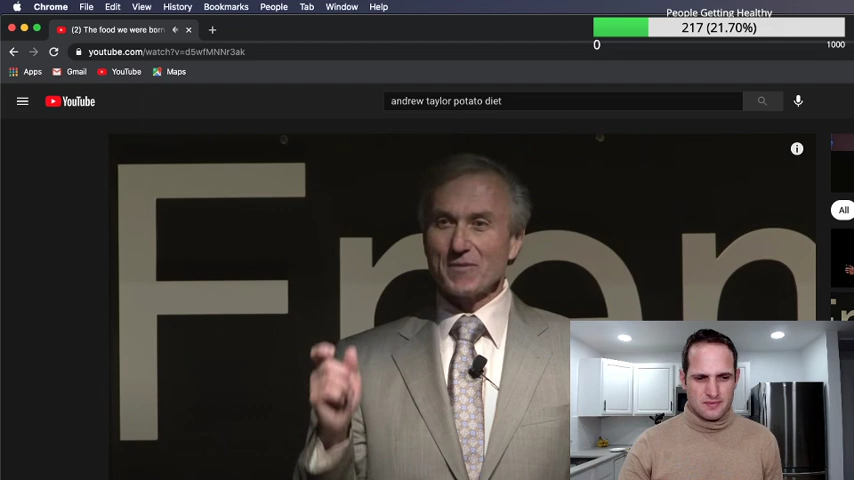 Chrome File Edit View History Bookmarks People Tab Window Help
People Getting Healthy
217 (21.70%)
0 1000
(2) The food we were born
youtube.com/watch?v=d5wfMNNr3ak
Apps Gmail YouTube Maps
YouTube
andrew taylor potato diet
All